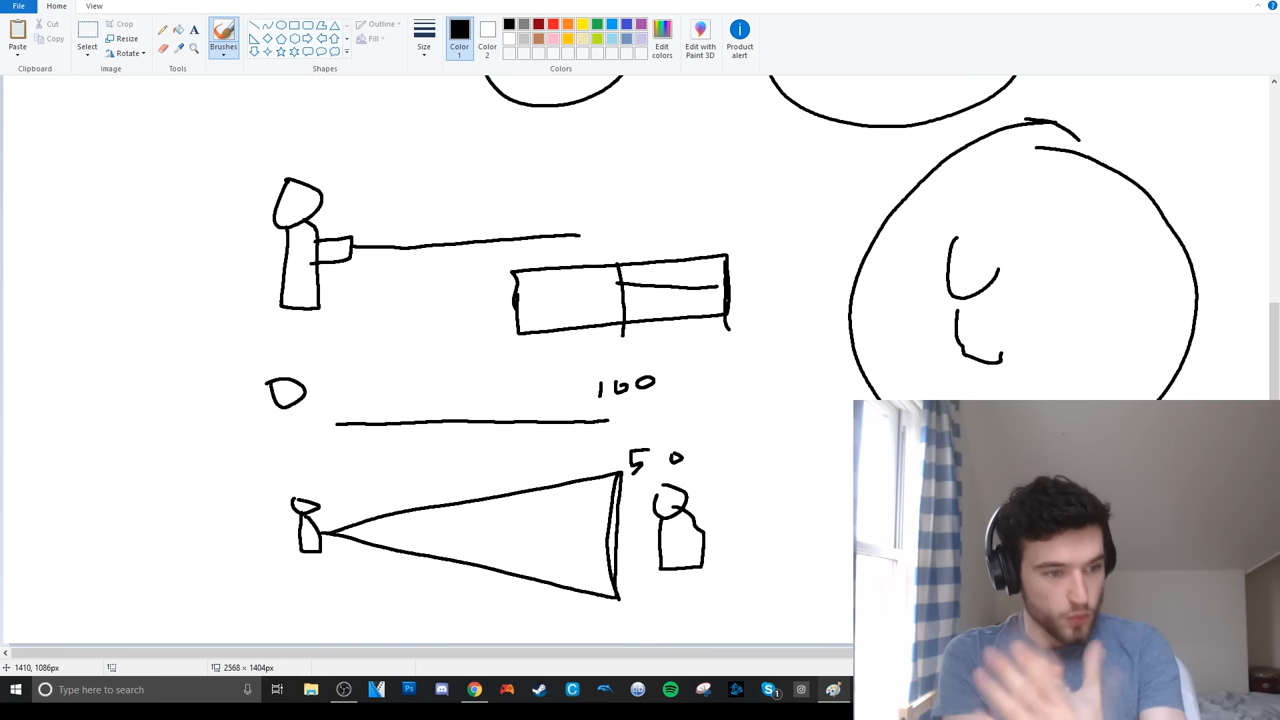 File
Home
View
Paste
Cut
Copy
Clipboard
Select
Crop
Resize
Rotate
Image
A
Tools
Brushes
Shapes
Outline
Fill
Size
Color
1
Color
2
Colors
Edit
colors
Edit with
Paint 3D
Product
alert
100
50
1410, 1086px
2568 × 1404px
Type here to search